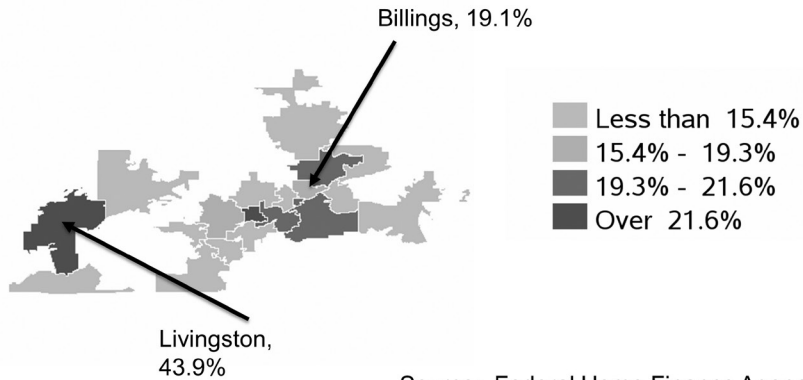 Billings, 19.1%
Less than 15.4%
15.4% - 19.3%
19.3% - 21.6%
Over 21.6%
Livingston,
43.9%